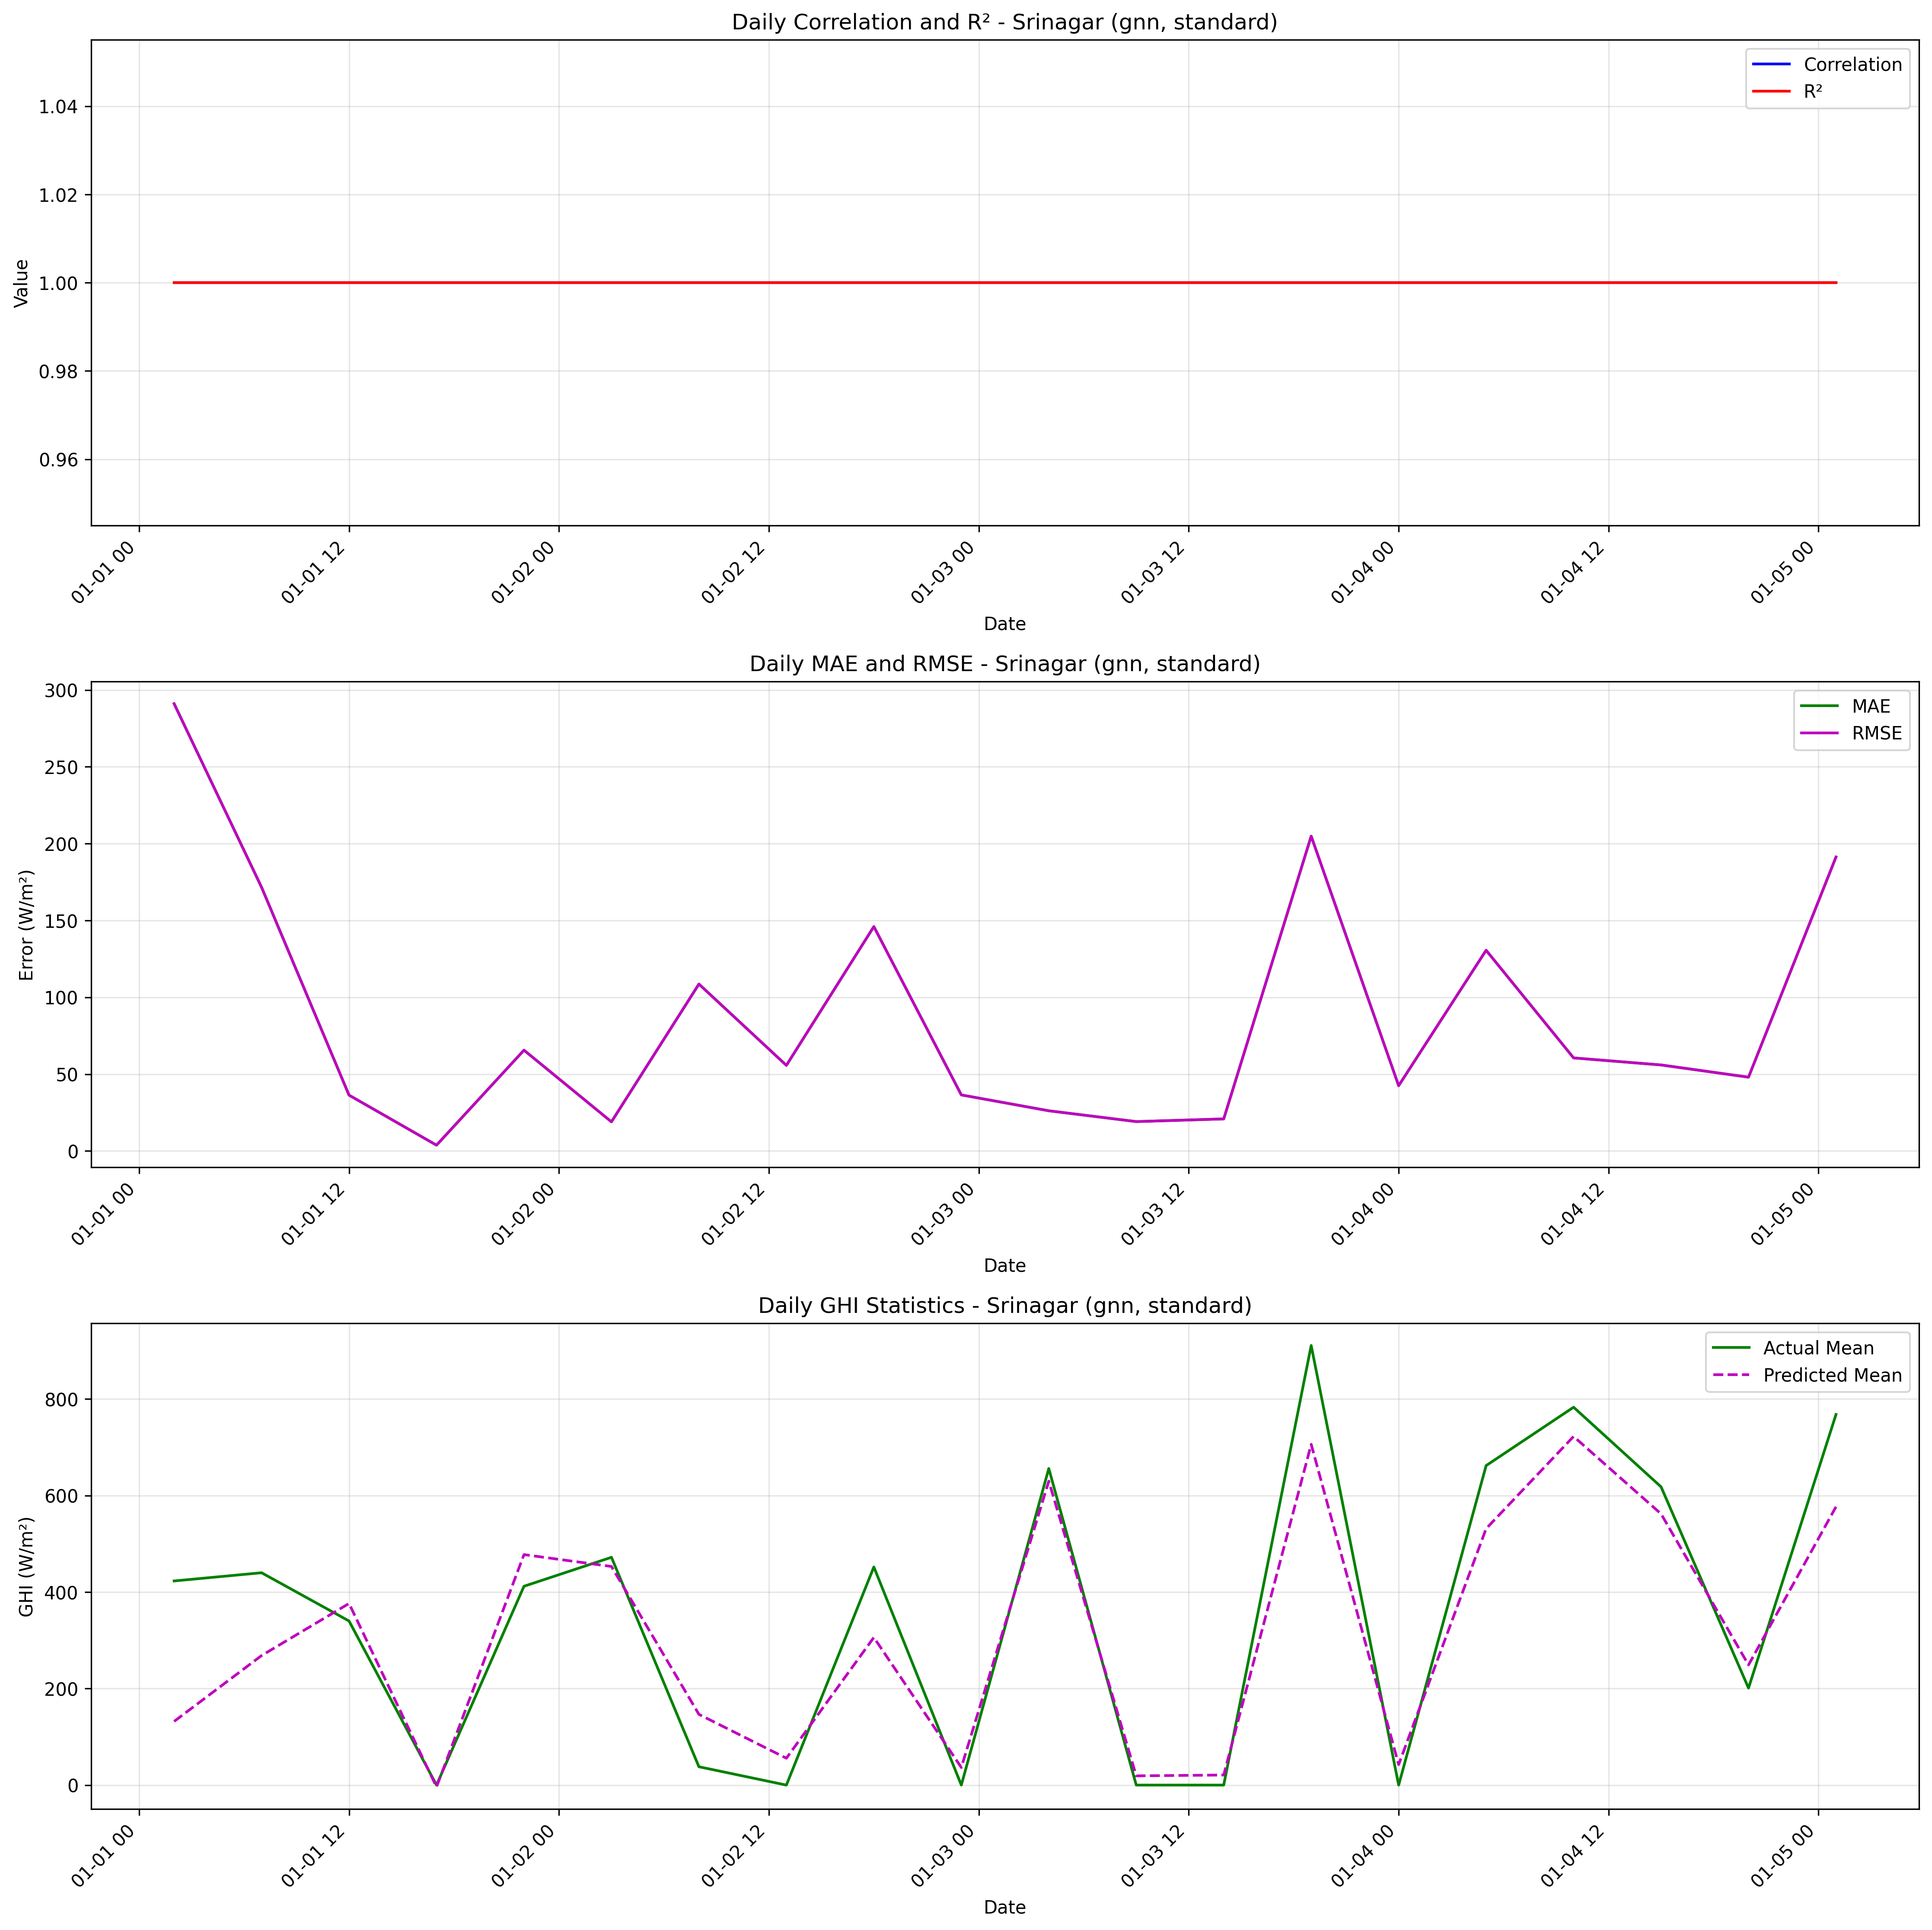 Daily Correlation and R² - Srinagar (gnn, standard)
Correlation
R²
Value
1.04
1.02
1.00
0.98
0.96
01-01 00
01-01 12
01-02 00
01-02 12
01-03 00
01-03 12
01-04 00
01-04 12
01-05 00
Date
Daily MAE and RMSE - Srinagar (gnn, standard)
MAE
RMSE
Error (W/m²)
300
250
200
150
100
50
0
01-01 00
01-01 12
01-02 00
01-02 12
01-03 00
01-03 12
01-04 00
01-04 12
01-05 00
Date
Daily GHI Statistics - Srinagar (gnn, standard)
Actual Mean
Predicted Mean
GHI (W/m²)
800
600
400
200
0
01-01 00
01-01 12
01-02 00
01-02 12
01-03 00
01-03 12
01-04 00
01-04 12
01-05 00
Date